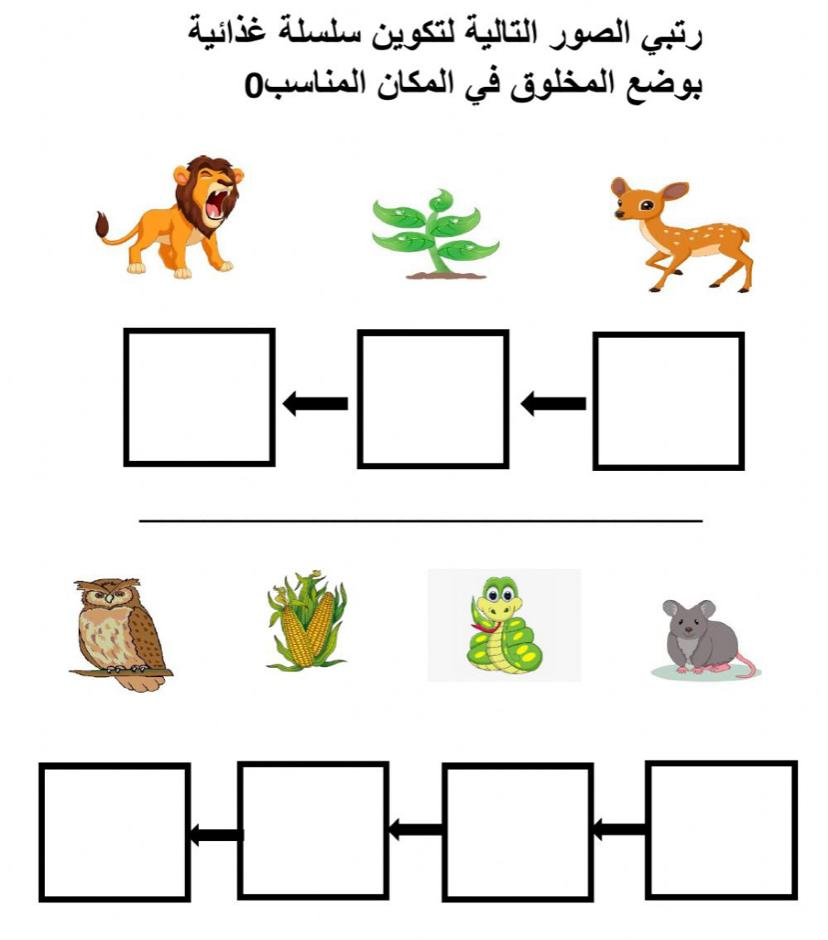 رتبي الصور التالية لتكوين سلسلة غذائية
بوضع المخلوق في المكان المناسب0